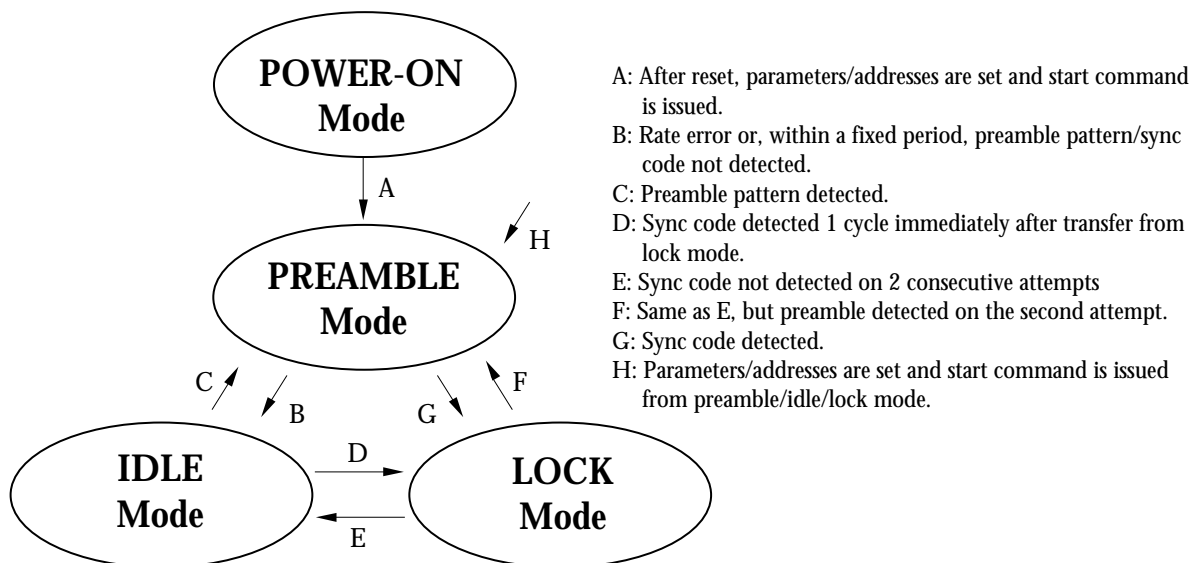 POWER-ON
Mode
A
H
PREAMBLE
Mode
C
B
G
F
IDLE
Mode
D
E
LOCK
Mode
A: After reset, parameters/addresses are set and start command
is issued.
B: Rate error or, within a fixed period, preamble pattern/sync
code not detected.
C: Preamble pattern detected.
D: Sync code detected 1 cycle immediately after transfer from
lock mode.
E: Sync code not detected on 2 consecutive attempts
F: Same as E, but preamble detected on the second attempt.
G: Sync code detected.
H: Parameters/addresses are set and start command is issued
from preamble/idle/lock mode.